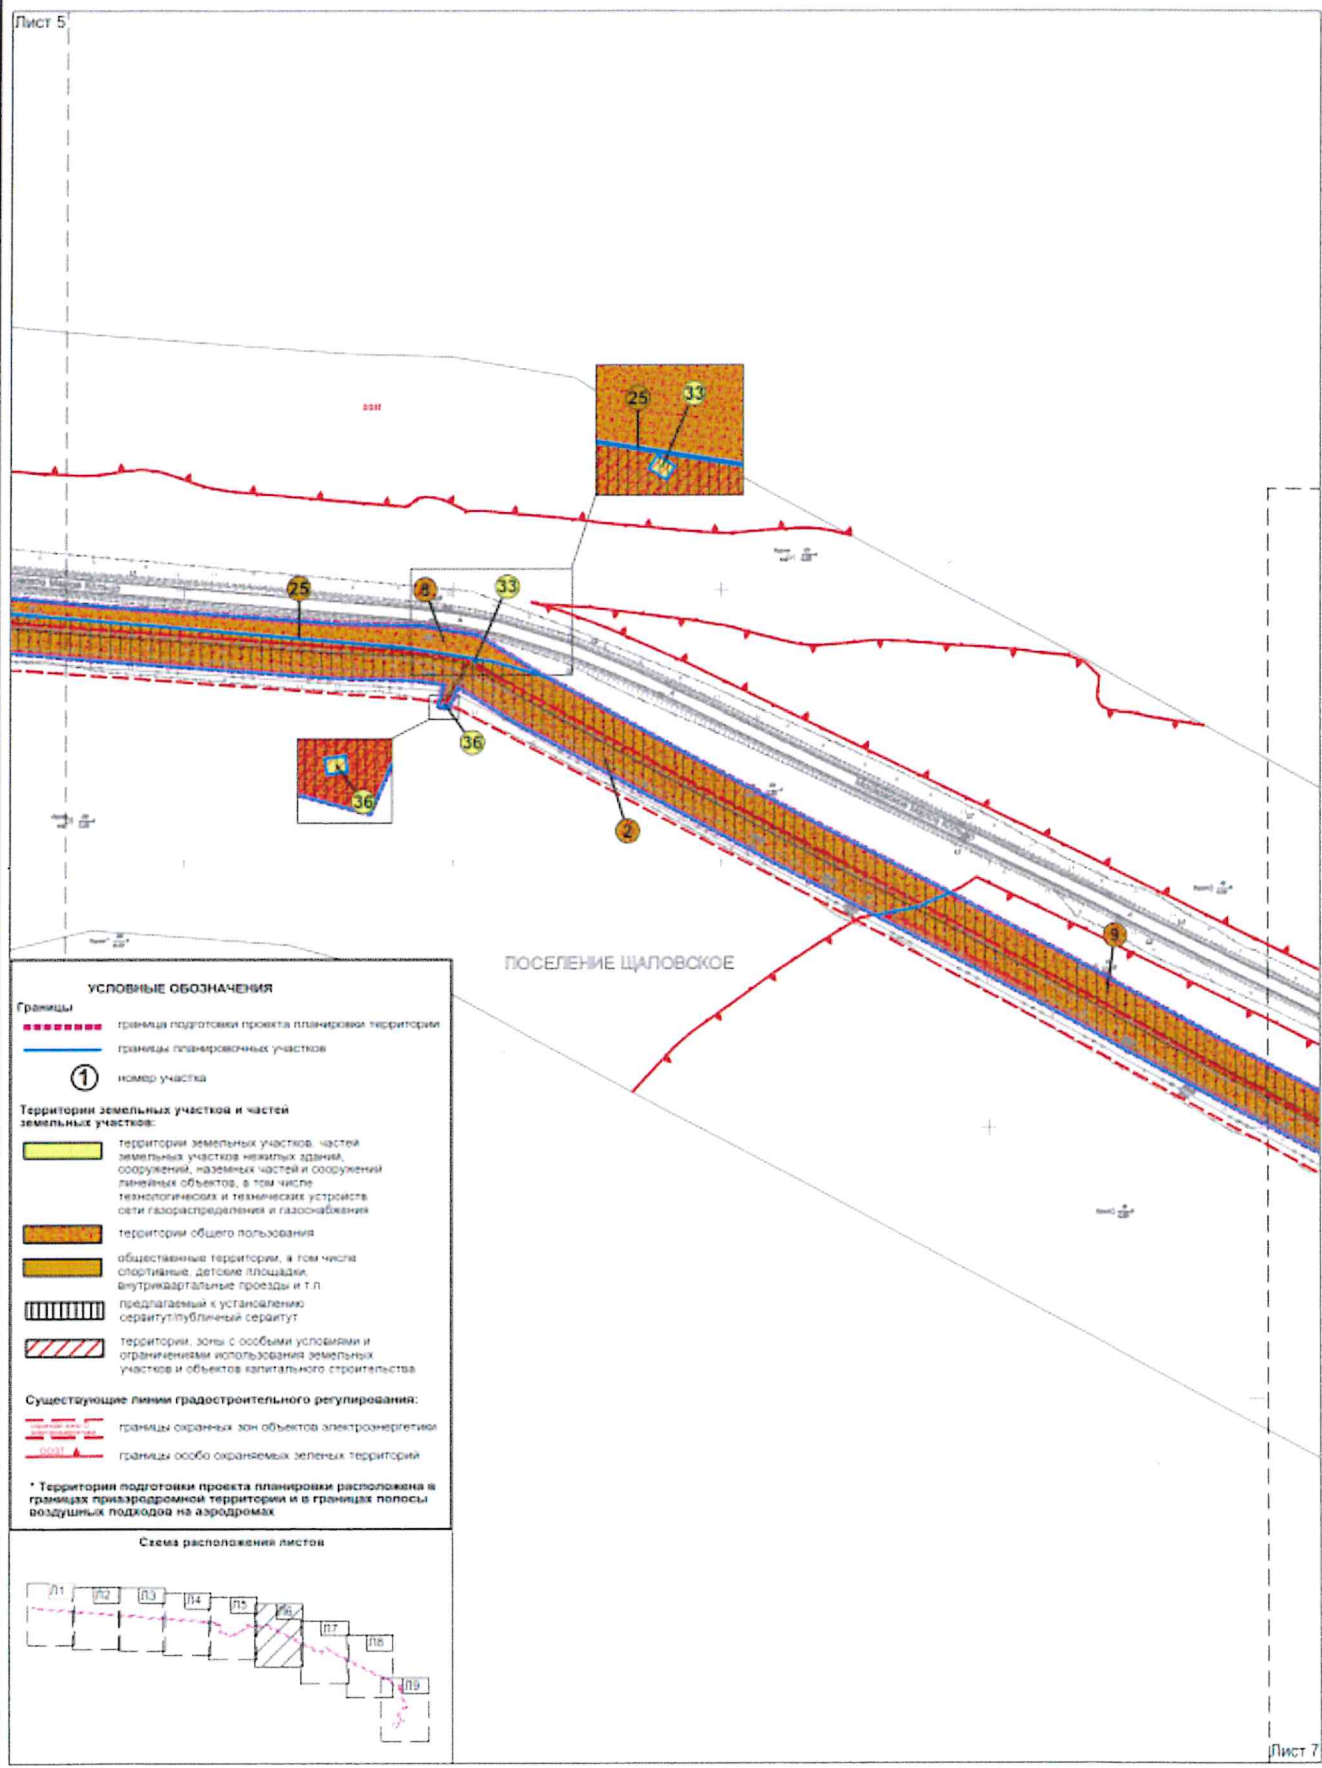 Лист 5
25
33
25
8
33
36
36
2
9
ПОСЕЛЕНИЕ ЩАПОВСКОЕ
УСЛОВНЫЕ ОБОЗНАЧЕНИЯ
Границы
граница подготовки проекта планировки территории
границы планировочных участков
1
номер участка
Территории земельных участков и частей
земельных участков:
территории земельных участков, частей
земельных участков нежилых зданий,
сооружений, наземных частей и сооружений
линейных объектов, в том числе
технологических и технических устройств
сети газораспределения и газоснабжения
территории общего пользования
общественные территории, в том числе
спортивные, детские площадки,
внутриквартальные проезды и т.п.
предлагаемый к установлению
сервитут/публичный сервитут
территории, зоны с особыми условиями и
ограничениями использования земельных
участков и объектов капитального строительства
Существующие линии градостроительного регулирования:
границы охранных зон объектов электроэнергетики
границы особо охраняемых зеленых территорий
* Территория подготовки проекта планировки расположена в
границах приаэродромной территории и в границах полосы
воздушных подходов на аэродромах
Схема расположения листов
Л1
Л2
Л3
Л4
Л5
Л6
Л7
Л8
Л9
Лист 7